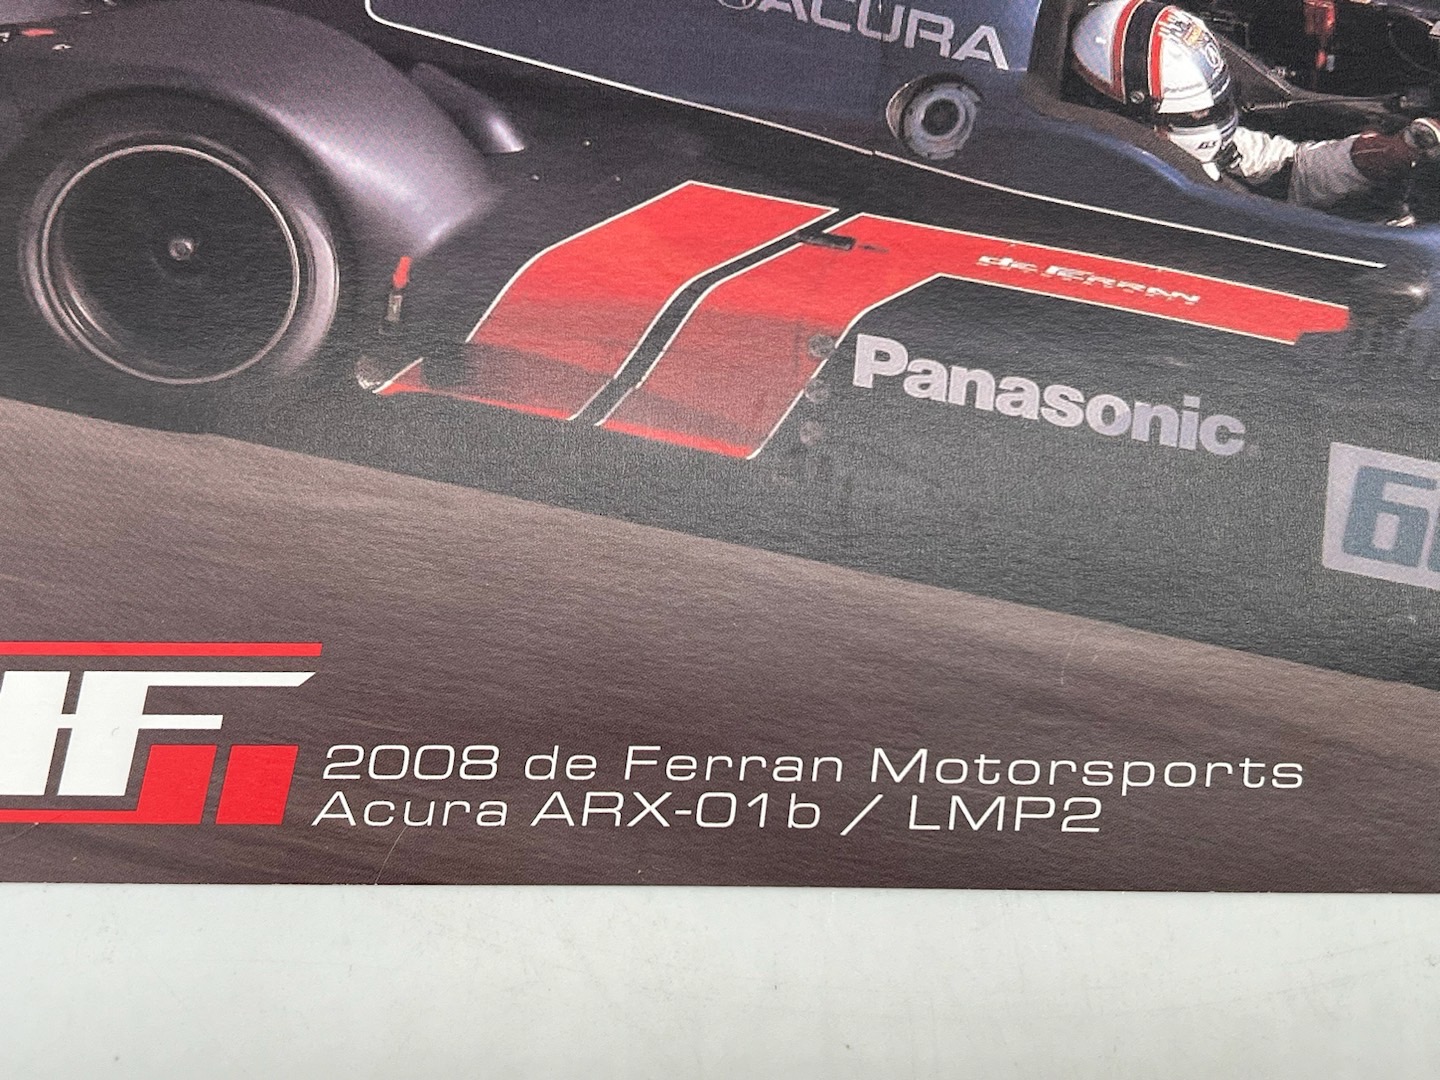 ACURA
de Ferran
Panasonic
2008 de Ferran Motorsports
Acura ARX-01b / LMP2